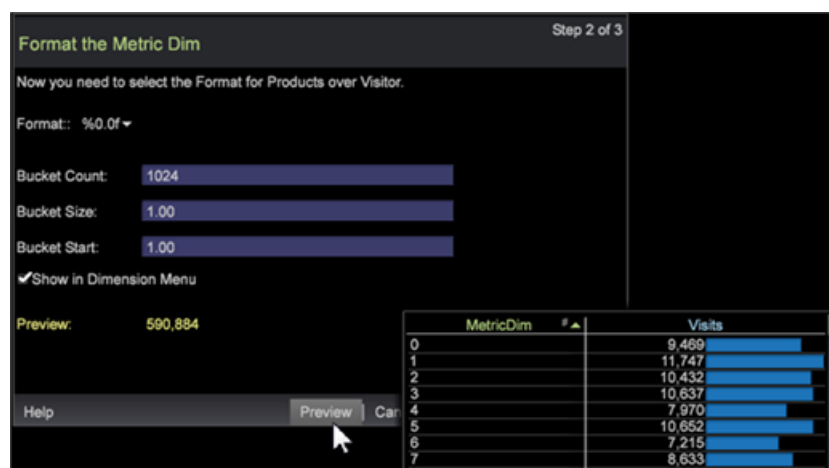 Step 2 of 3
Format the Metric Dim
Now you need to select the Format for Products over Visitor.
Format:: %0.0f
Bucket Count: 1024
Bucket Size: 1.00
Bucket Start: 1.00
Show in Dimension Menu
Preview: 590,884
Help Preview Can
MetricDim # Visits
0 9,469
1 11,747
2 10,432
3 10,637
4 7,970
5 10,652
6 7,215
7 8,633